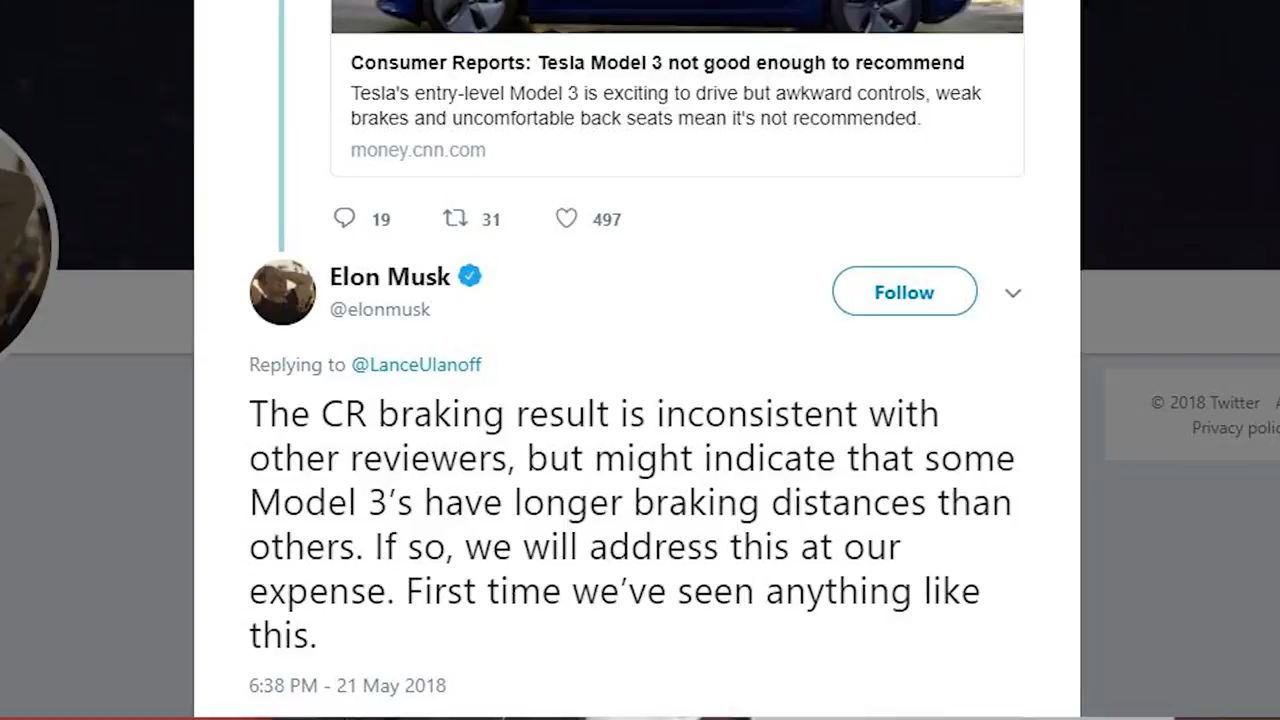 Consumer Reports: Tesla Model 3 not good enough to recommend
Tesla's entry-level Model 3 is exciting to drive but awkward controls, weak
brakes and uncomfortable back seats mean it's not recommended.
money.cnn.com
19 31 497
Elon Musk
@elonmusk
Follow
Replying to @LanceUlanoff
The CR braking result is inconsistent with
other reviewers, but might indicate that some
Model 3’s have longer braking distances than
others. If so, we will address this at our
expense. First time we’ve seen anything like
this.
6:38 PM - 21 May 2018
© 2018 Twitter
Privacy